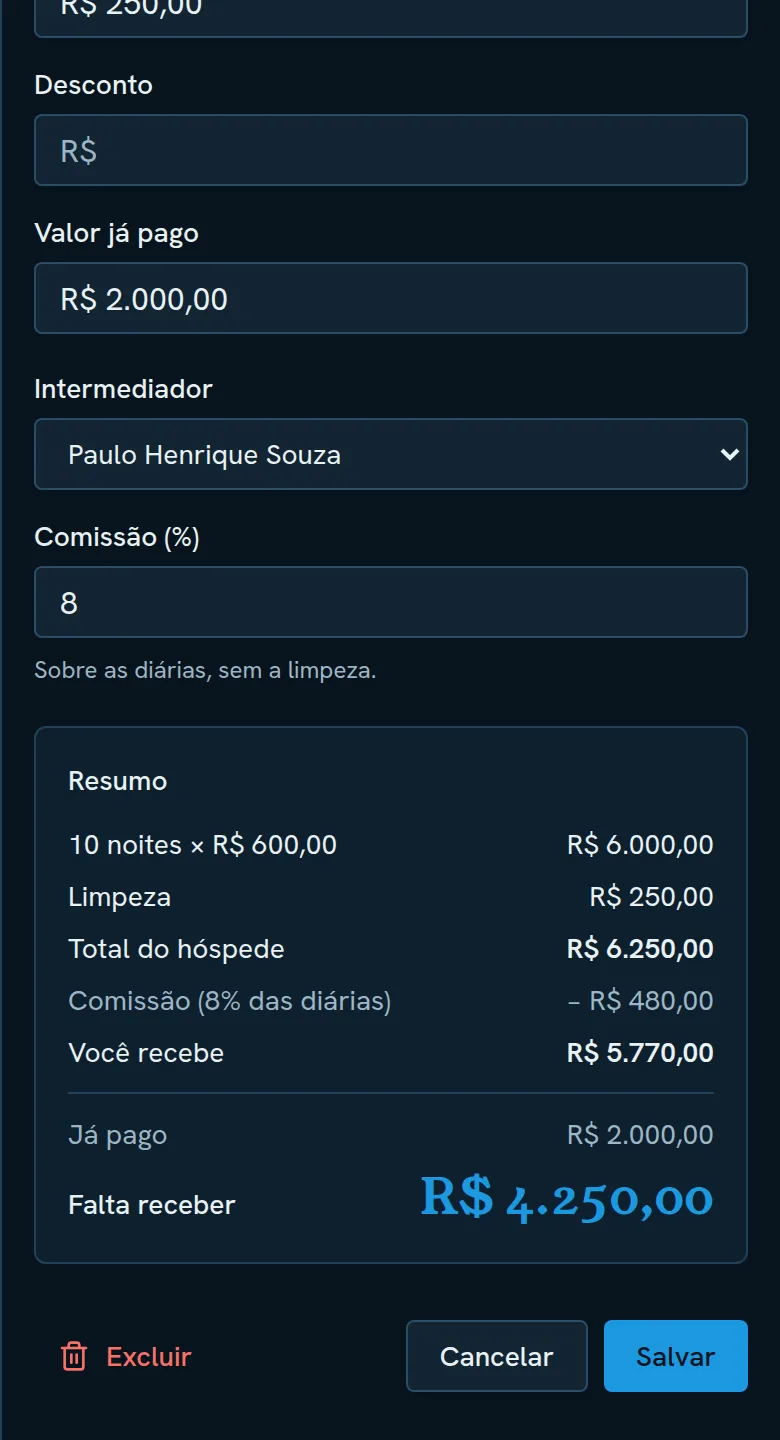 R$ 250,00
Desconto
R$
Valor já pago
R$ 2.000,00
Intermediador
Paulo Henrique Souza
Comissão (%)
8
Sobre as diárias, sem a limpeza.
Resumo
10 noites × R$ 600,00 R$ 6.000,00
Limpeza R$ 250,00
Total do hóspede R$ 6.250,00
Comissão (8% das diárias) – R$ 480,00
Você recebe R$ 5.770,00
Já pago R$ 2.000,00
Falta receber R$ 4.250,00
Excluir Cancelar Salvar